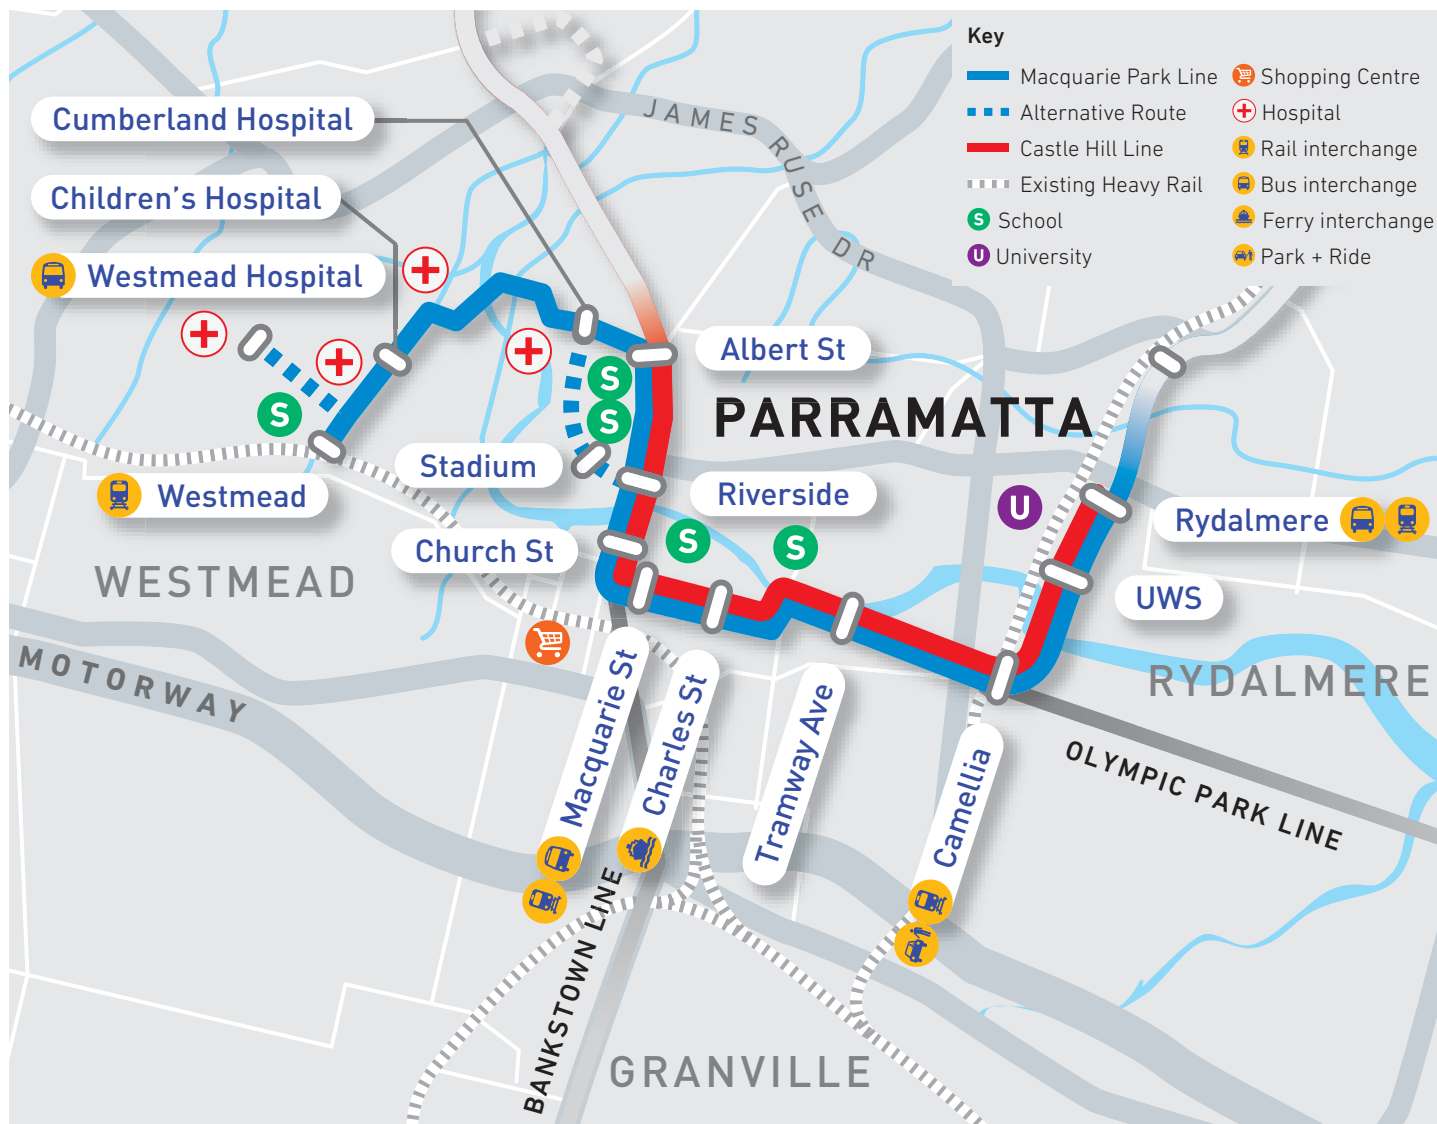 Key
Macquarie Park Line
Alternative Route
Castle Hill Line
Existing Heavy Rail
S School
U University
Shopping Centre
Hospital
Rail interchange
Bus interchange
Ferry interchange
Park + Ride
JAMES RUSE DR
Cumberland Hospital
Children's Hospital
Westmead Hospital
Albert St
S
S
S
PARRAMATTA
Stadium
Westmead
Riverside
U
Rydalmere
Church St
S
S
WESTMEAD
UWS
MOTORWAY
RYDALMERE
Macquarie St
Charles St
Tramway Ave
Camellia
OLYMPIC PARK LINE
BANKSTOWN LINE
GRANVILLE